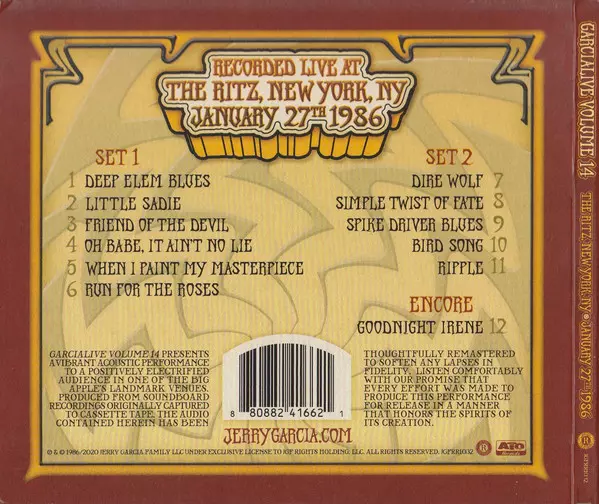 RECORDED LIVE AT
THE RITZ, NEW YORK, NY
JANUARY 27TH 1986
SET 1
1 DEEP ELEM BLUES
2 LITTLE SADIE
3 FRIEND OF THE DEVIL
4 OH BABE, IT AIN'T NO LIE
5 WHEN I PAINT MY MASTERPIECE
6 RUN FOR THE ROSES
SET 2
DIRE WOLF 7
SIMPLE TWIST OF FATE 8
SPIKE DRIVER BLUES 9
BIRD SONG 10
RIPPLE 11
ENCORE
GOODNIGHT IRENE 12
GARCIALIVE VOLUME 14 PRESENTS
A VIBRANT ACOUSTIC PERFORMANCE
TO A POSITIVELY ELECTRIFIED
AUDIENCE IN ONE OF THE BIG
APPLE'S LANDMARK VENUES.
PRODUCED FROM SOUNDBOARD
RECORDINGS ORIGINALLY CAPTURED
TO CASSETTE TAPE, THE AUDIO
CONTAINED HEREIN HAS BEEN
8 80882 41662 1
JERRYGARCIA.COM
THOUGHTFULLY REMASTERED
TO SOFTEN ANY LAPSES IN
FIDELITY. LISTEN COMFORTABLY
WITH OUR PROMISE THAT
EVERY EFFORT WAS MADE TO
PRODUCE THIS PERFORMANCE
FOR RELEASE IN A MANNER
THAT HONORS THE SPIRITS OF
ITS CREATION.
℗ & © 1986/2020 JERRY GARCIA FAMILY LLC UNDER EXCLUSIVE LICENSE TO RIGHTS HOLDING, LLC. ALL RIGHTS RESERVED. JGFRR1032
ATO
GARCIALIVE VOLUME 14
THE RITZ, NEW YORK, NY • JANUARY 27TH 1986